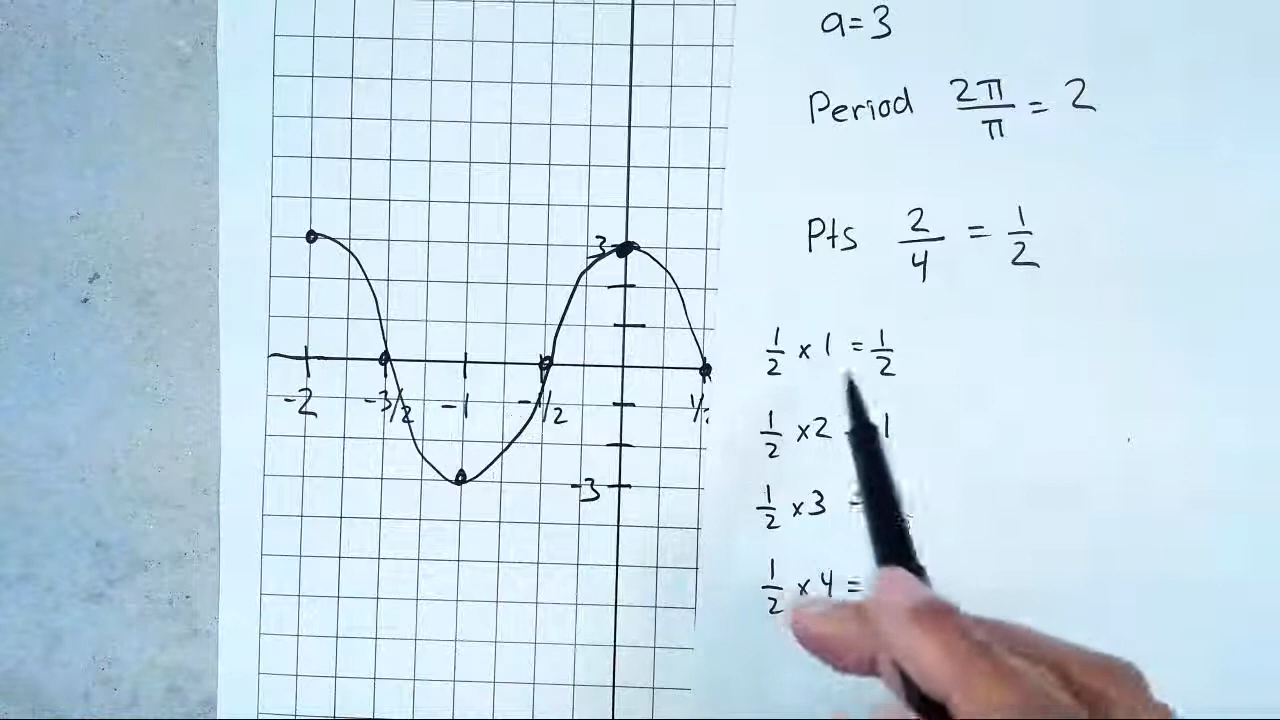 a=3
Period 2π/π = 2
Pts 2/4 = 1/2
3
-2 -3/2 -1 -1/2
-3
1/2 x 1 = 1/2
1/2 x 2 1
1/2 x 3
1/2 x 4 =